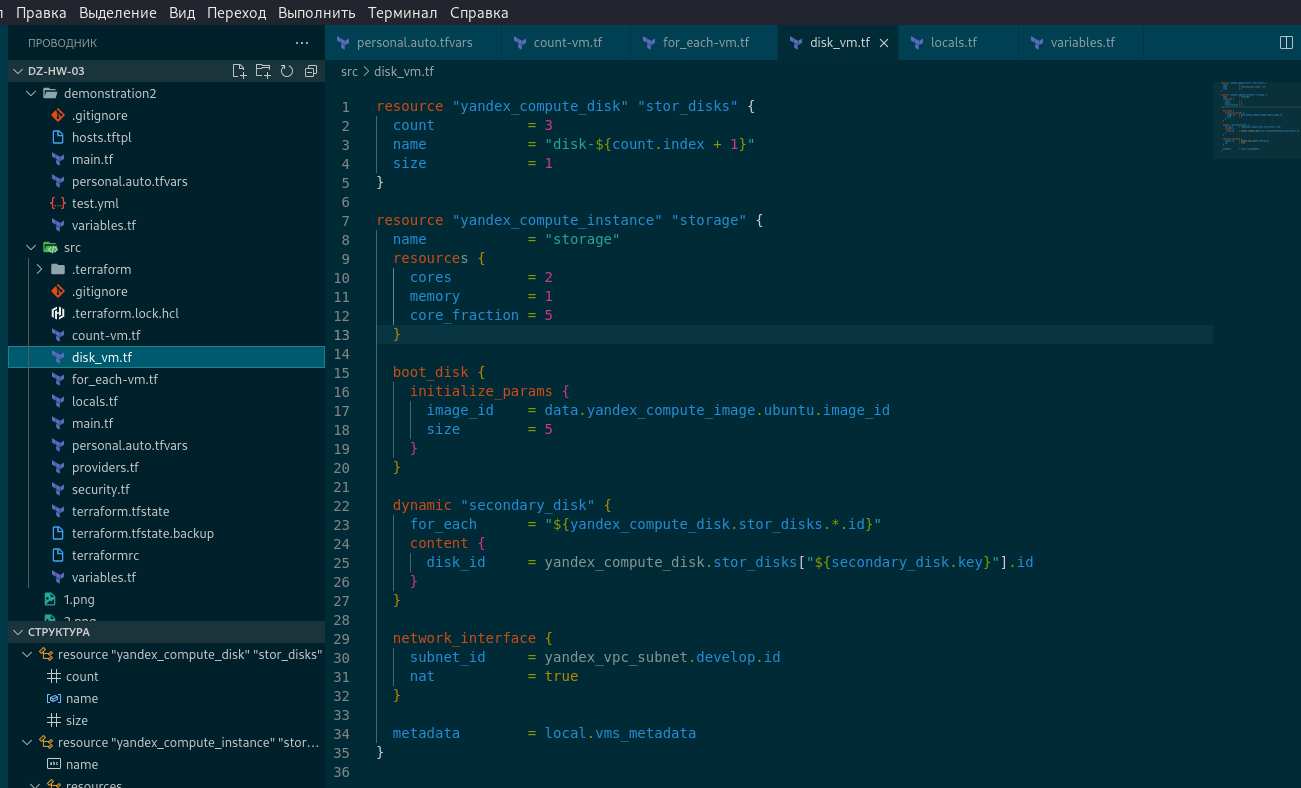 Правка Выделение Вид Переход Выполнить Терминал Справка
ПРОВОДНИК
DZ-HW-03
demonstration2
.gitignore
hosts.tftpl
main.tf
personal.auto.tfvars
test.yml
variables.tf
src
.terraform
.gitignore
.terraform.lock.hcl
count-vm.tf
disk_vm.tf
for_each-vm.tf
locals.tf
main.tf
personal.auto.tfvars
providers.tf
security.tf
terraform.tfstate
terraform.tfstate.backup
terraformrc
variables.tf
1.png
2.png
СТРУКТУРА
resource "yandex_compute_disk" "stor_disks"
count
name
size
resource "yandex_compute_instance" "stor...
name
resources
personal.auto.tfvars count-vm.tf for_each-vm.tf disk_vm.tf locals.tf variables.tf
src > disk_vm.tf
1 resource "yandex_compute_disk" "stor_disks" {
2   count           = 3
3   name            = "disk-${count.index + 1}"
4   size            = 1
5 }
6
7 resource "yandex_compute_instance" "storage" {
8   name            = "storage"
9   resources {
10     cores         = 2
11     memory        = 1
12     core_fraction = 5
13   }
14
15   boot_disk {
16     initialize_params {
17       image_id    = data.yandex_compute_image.ubuntu.image_id
18       size        = 5
19     }
20   }
21
22   dynamic "secondary_disk" {
23     for_each      = "${yandex_compute_disk.stor_disks.*.id}"
24     content {
25       disk_id     = yandex_compute_disk.stor_disks["${secondary_disk.key}"].id
26     }
27   }
28
29   network_interface {
30     subnet_id     = yandex_vpc_subnet.develop.id
31     nat           = true
32   }
33
34   metadata        = local.vms_metadata
35 }
36